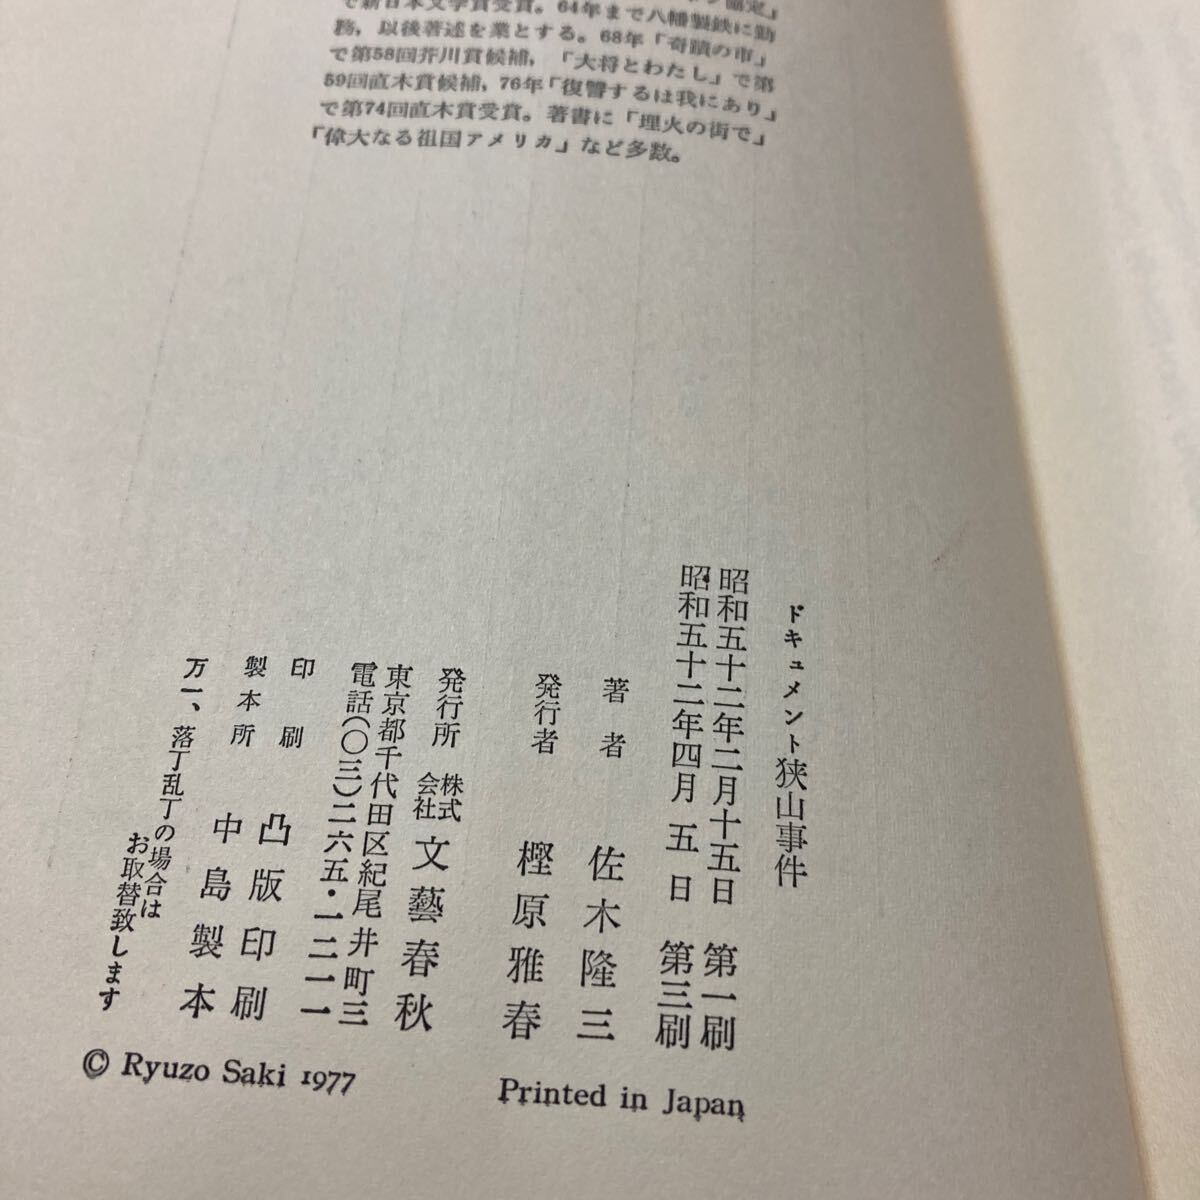 で新日本文学賞受賞。64年まで八幡製鉄に勤
務，以後著述を業とする。68年「奇蹟の市」
で第58回芥川賞候補，「大将とわたし」で第
59回直木賞候補，76年「復讐するは我にあり」
で第74回直木賞受賞。著書に「埋火の街で」
「偉大なる祖国アメリカ」など多数。
ドキュメント狭山事件
昭和五十二年二月十五日 第一刷
昭和五十二年四月 五 日 第三刷
著者 佐木隆三
発行者 樫原雅春
発行所 株式会社 文藝春秋
東京都千代田区紀尾井町三
電話(〇三)二六五・一二一一
印刷 凸版印刷
製本所 中島製本
万一、落丁乱丁の場合は
お取替致します
© Ryuzo Saki 1977
Printed in Japan